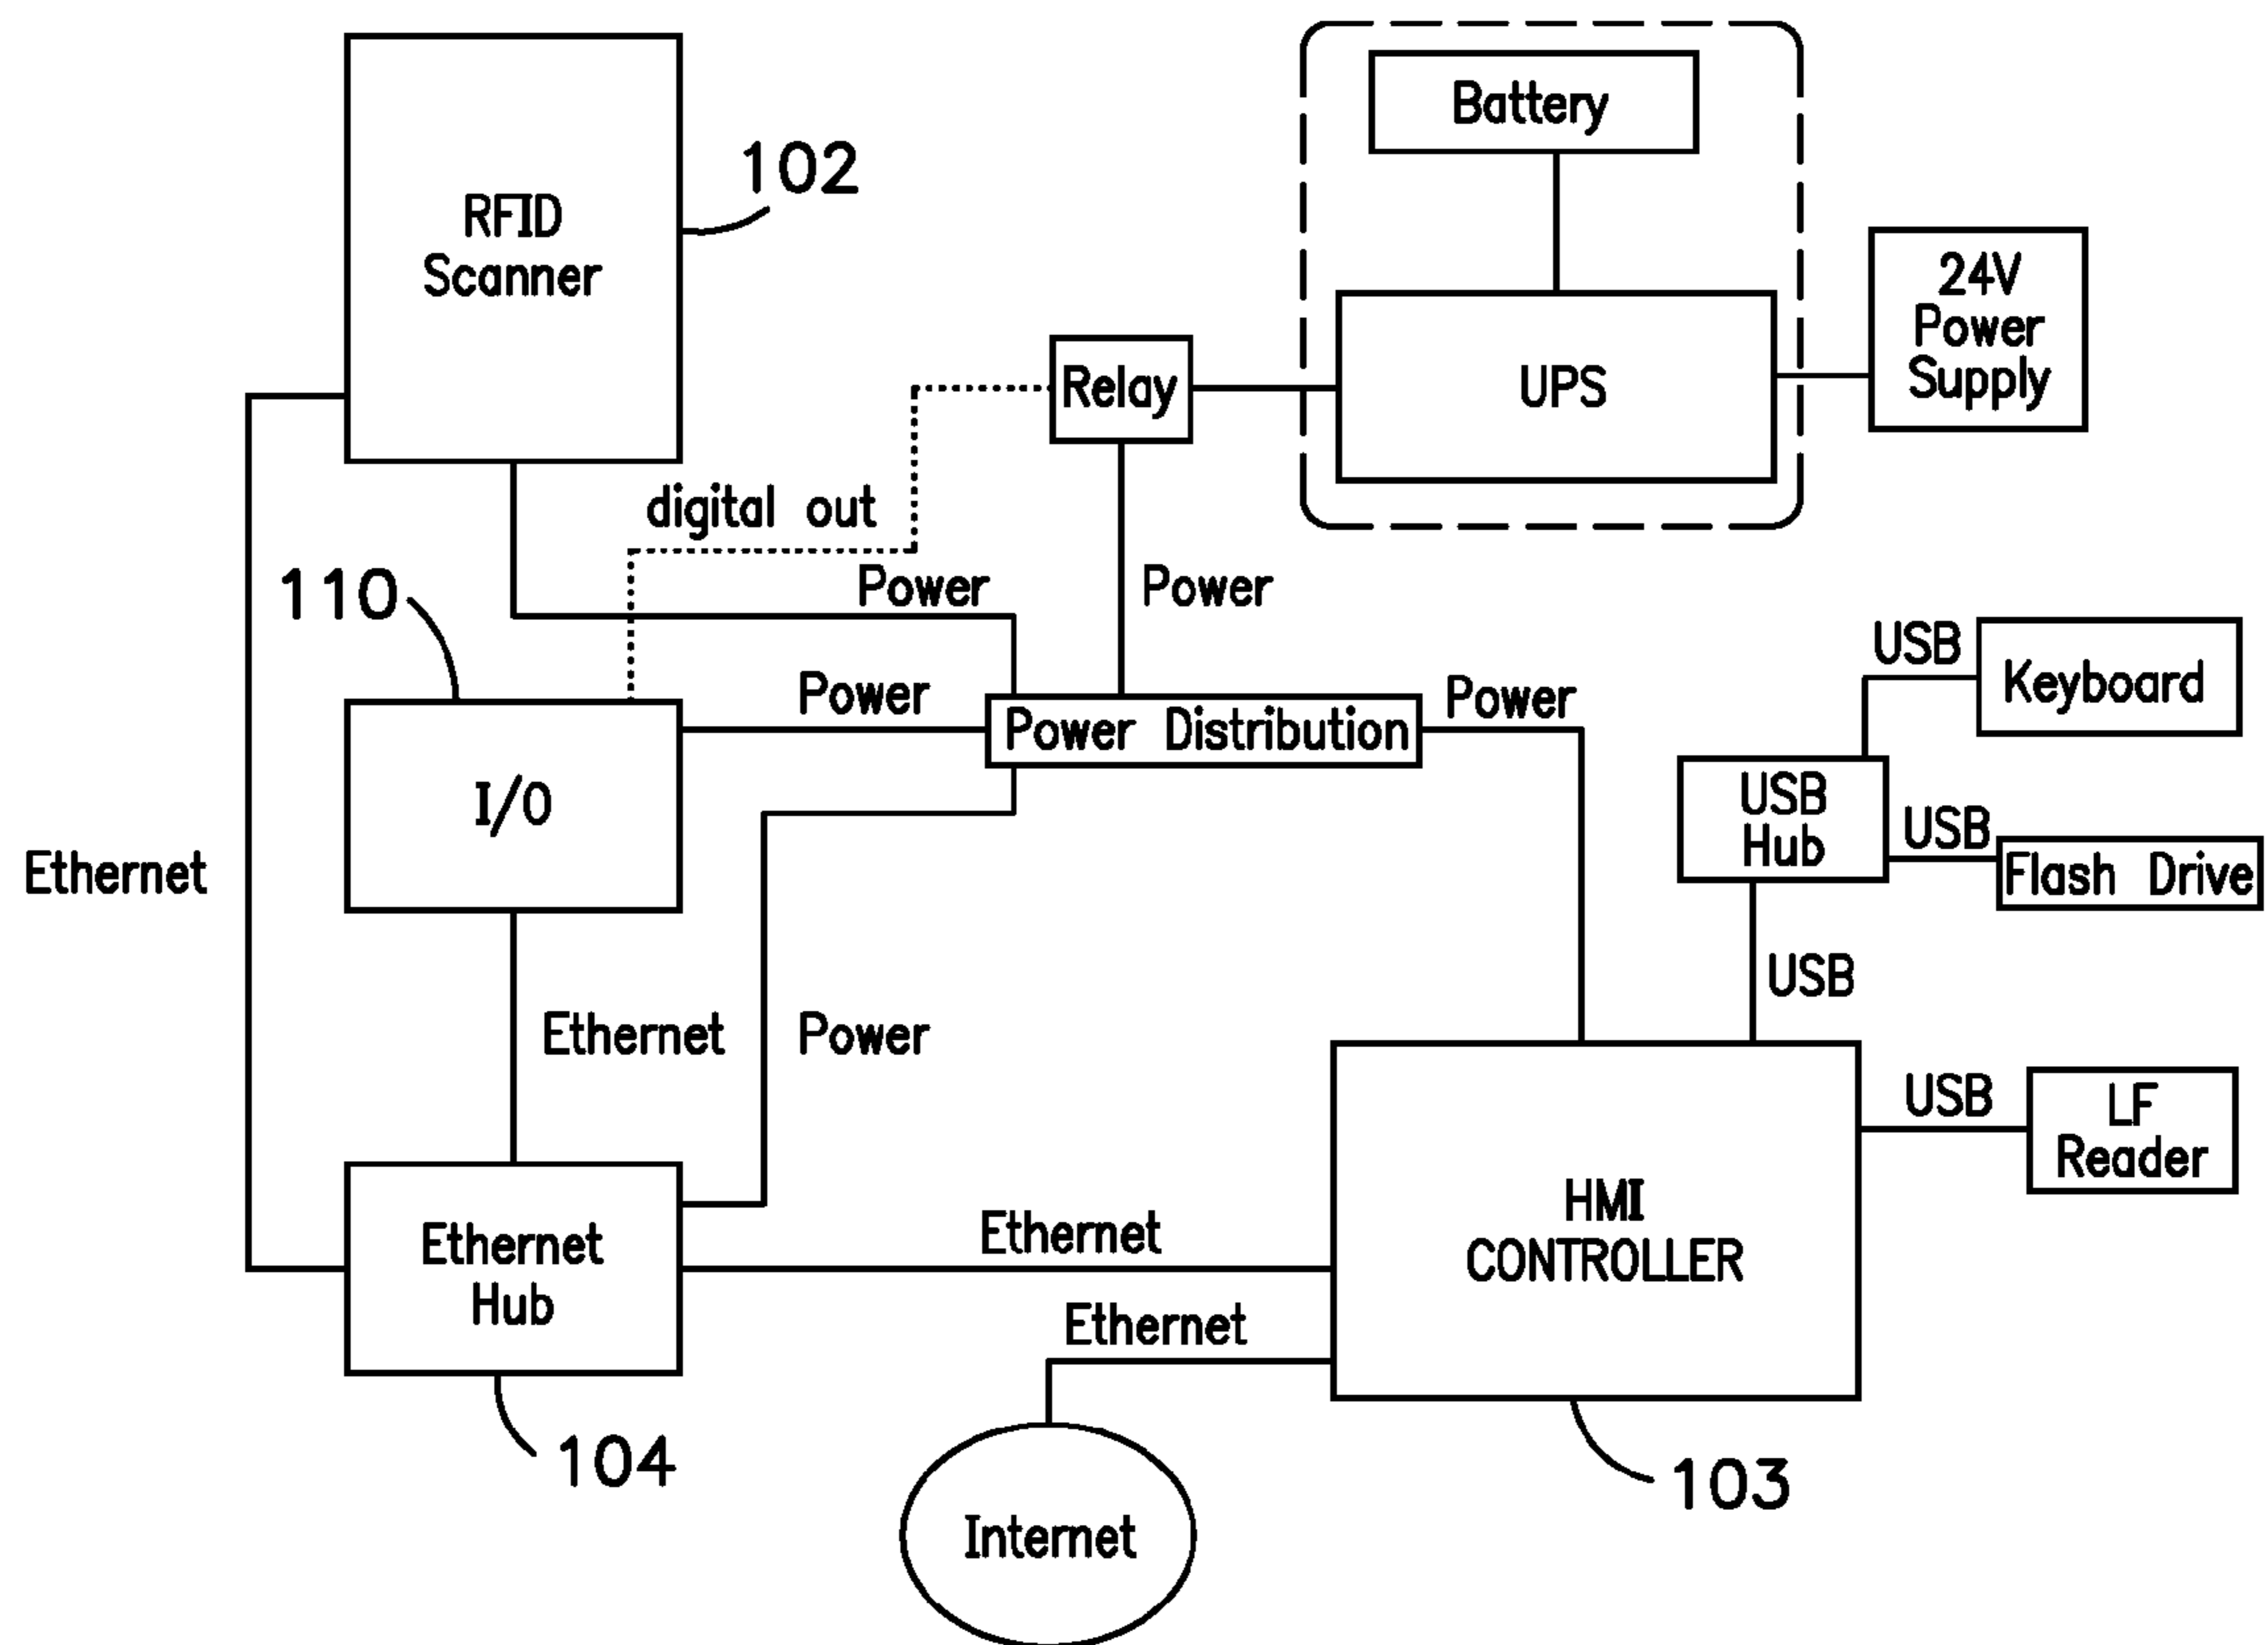 Battery
102
RFID
Scanner
24V
Power
Supply
Relay
UPS
digital out
110
Power
Power
USB
Keyboard
Power
Power
Power Distribution
I/O
USB
Hub
USB
Flash Drive
Ethernet
USB
Ethernet
Power
USB
LF
Reader
HMI
CONTROLLER
Ethernet
Ethernet
Hub
Ethernet
104
103
Internet